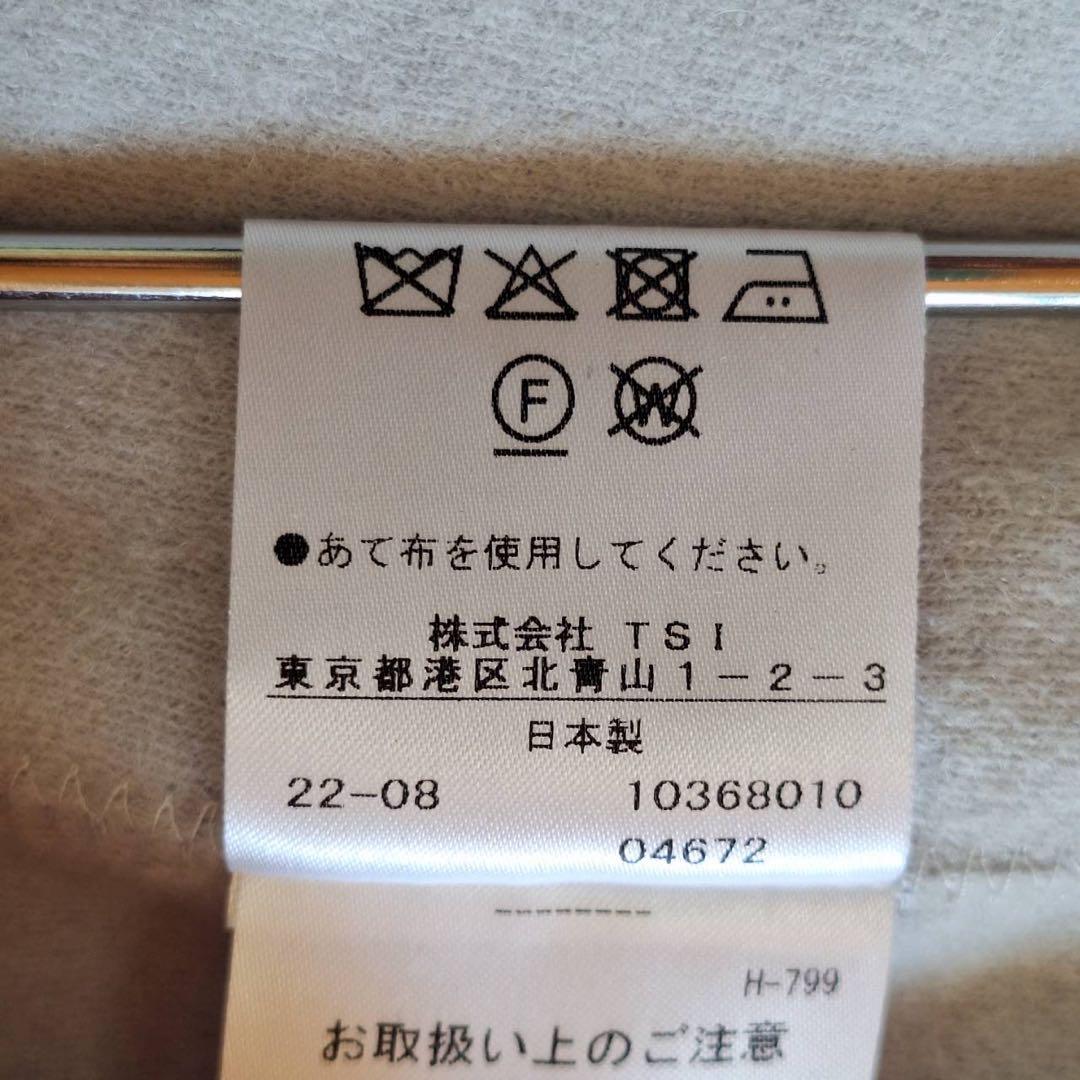 F W
●あて布を使用してください。
株式会社 TSI
東京都港区北青山1-2-3
日本製
22-08 10368010
04672
H-799
お取扱い上のご注意